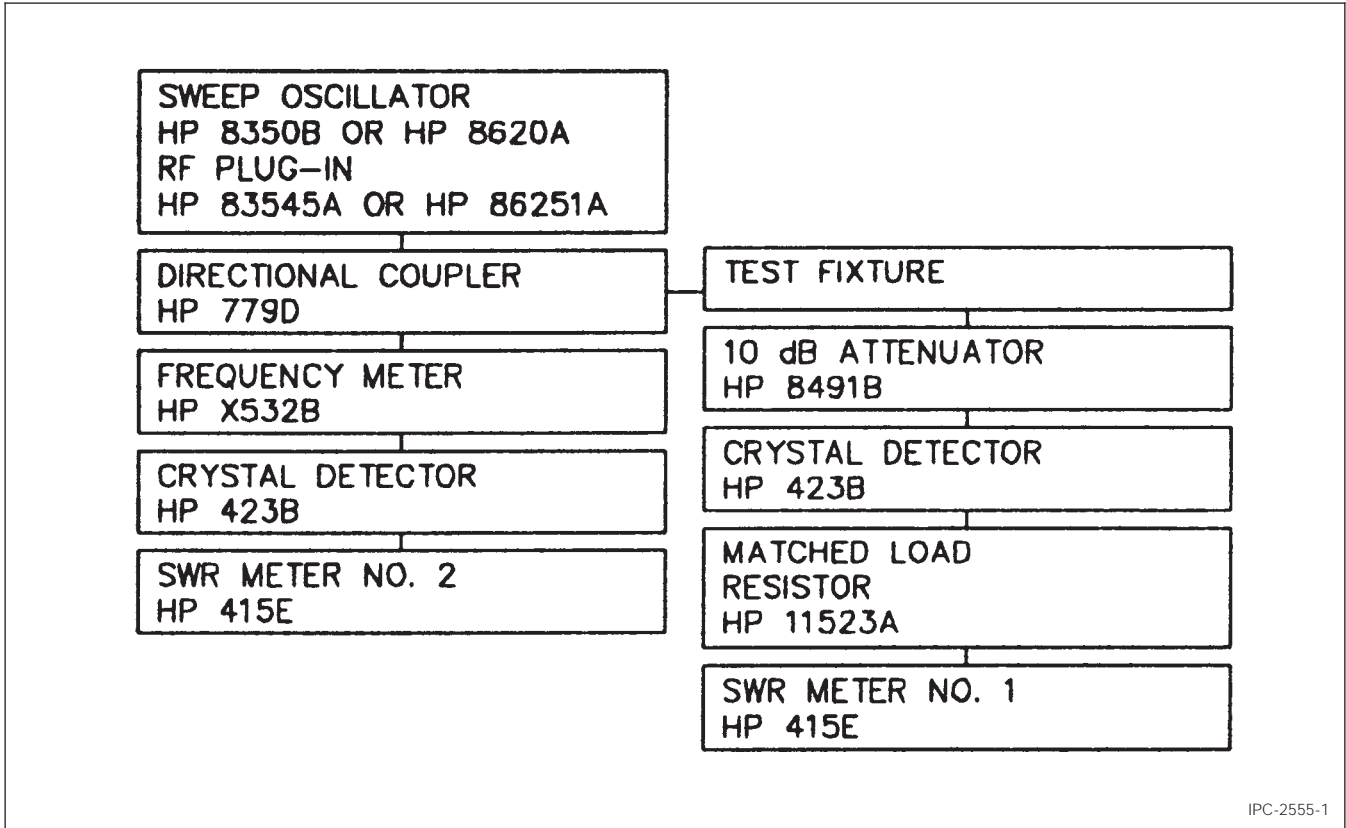 SWEEP OSCILLATOR
HP 8350B OR HP 8620A
RF PLUG-IN
HP 83545A OR HP 86251A
DIRECTIONAL COUPLER
HP 779D
FREQUENCY METER
HP X532B
CRYSTAL DETECTOR
HP 423B
SWR METER NO. 2
HP 415E
TEST FIXTURE
10 dB ATTENUATOR
HP 8491B
CRYSTAL DETECTOR
HP 423B
MATCHED LOAD
RESISTOR
HP 11523A
SWR METER NO. 1
HP 415E
IPC-2555-1